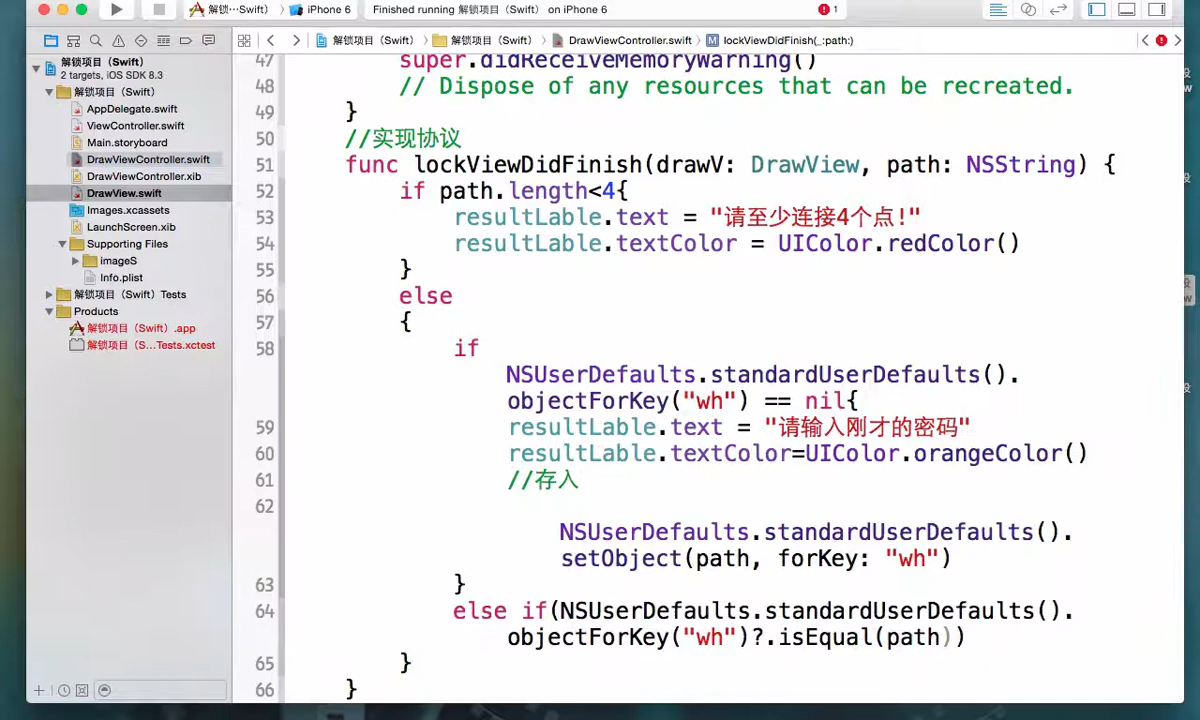 解锁…Swift） iPhone 6 Finished running 解锁项目（Swift） on iPhone 6 1
解锁项目（Swift） 解锁项目（Swift） DrawViewController.swift M lockViewDidFinish(_:path:)
解锁项目（Swift）
2 targets, iOS SDK 8.3
解锁项目（Swift）
AppDelegate.swift
ViewController.swift
Main.storyboard
DrawViewController.swift
DrawViewController.xib
DrawView.swift
Images.xcassets
LaunchScreen.xib
Supporting Files
imageS
Info.plist
解锁项目（Swift）Tests
Products
解锁项目（Swift）.app
解锁项目（S...Tests.xctest
47 super.didReceiveMemoryWarning()
48 // Dispose of any resources that can be recreated.
49 }
50 //实现协议
51 func lockViewDidFinish(drawV: DrawView, path: NSString) {
52 if path.length<4{
53 resultLable.text = "请至少连接4个点!"
54 resultLable.textColor = UIColor.redColor()
55 }
56 else
57 {
58 if
NSUserDefaults.standardUserDefaults().
objectForKey("wh") == nil{
59 resultLable.text = "请输入刚才的密码"
60 resultLable.textColor=UIColor.orangeColor()
61 //存入
62
NSUserDefaults.standardUserDefaults().
setObject(path, forKey: "wh")
63 }
64 else if(NSUserDefaults.standardUserDefaults().
objectForKey("wh")?.isEqual(path))
65 }
66 }